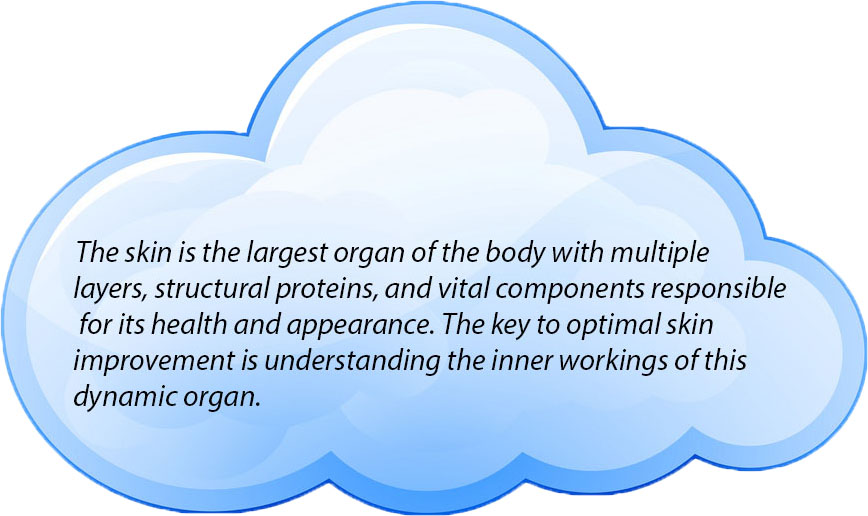 The skin is the largest organ of the body with multiple
layers, structural proteins, and vital components responsible
for its health and appearance. The key to optimal skin
improvement is understanding the inner workings of this
dynamic organ.